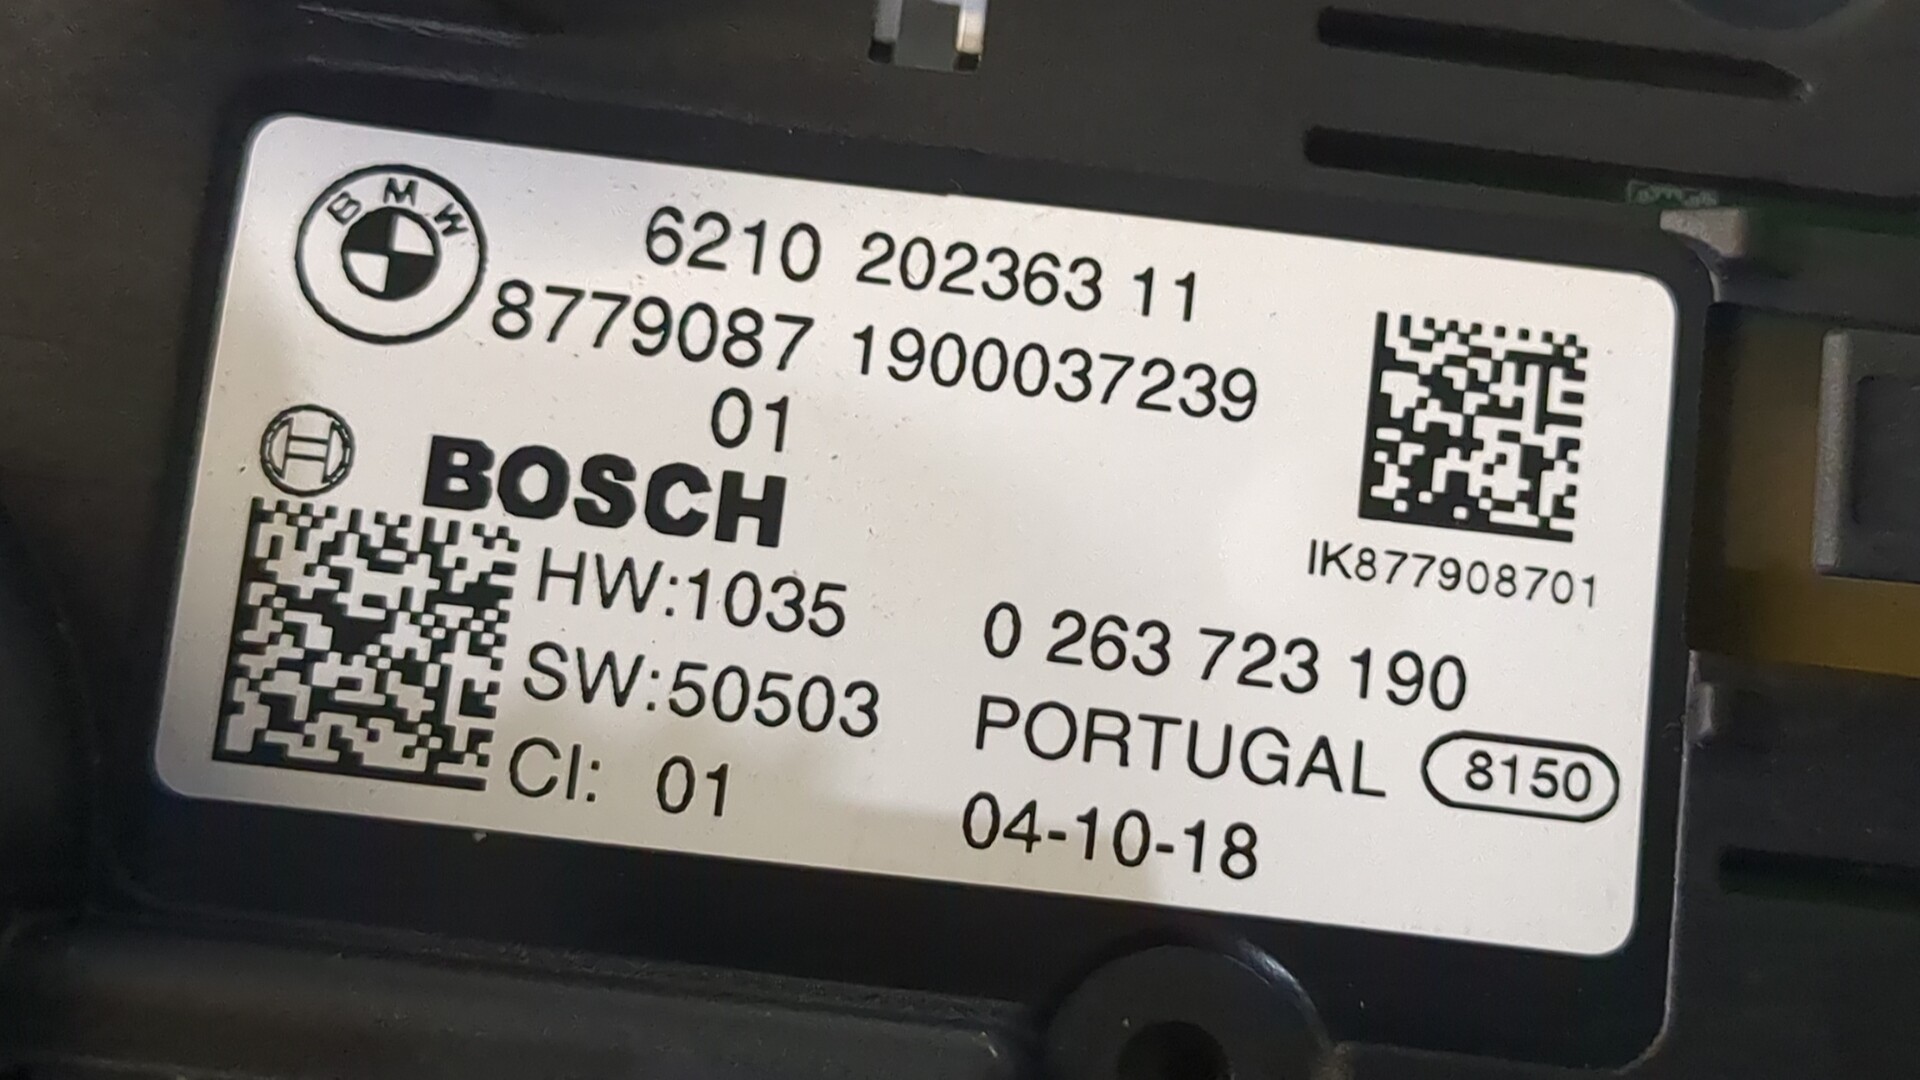 BMW
6210 202363 11
8779087 1900037239
01
BOSCH
IK877908701
HW:1035
0 263 723 190
SW:50503
PORTUGAL 8150
CI: 01
04-10-18